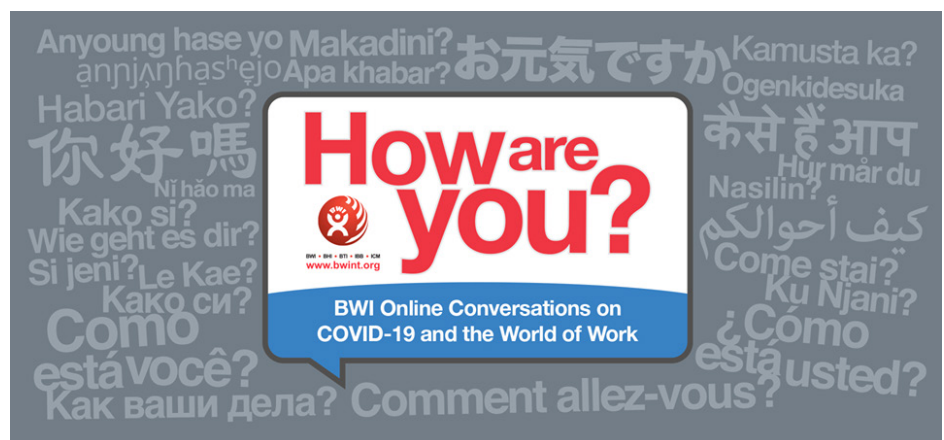 Anyoung hase yo
Makadini?
お元気ですか
Kamusta ka?
Apa khabar?
Ogenkidesuka
Habari Yako?
你好嗎
Nǐ hǎo ma
कैसे हैं आप
Hur mår du
Nasilin?
Kako si?
Wie geht es dir?
كيف أحوالكم
Si jeni?
Le Kae?
Come stai?
Како си?
Ku Njani?
How are
you?
BWI
BWI • BHI • BTI • IBB • ICM
www.bwint.org
BWI Online Conversations on
COVID-19 and the World of Work
Como
está você?
¿Cómo
está usted?
Как ваши дела?
Comment allez-vous?